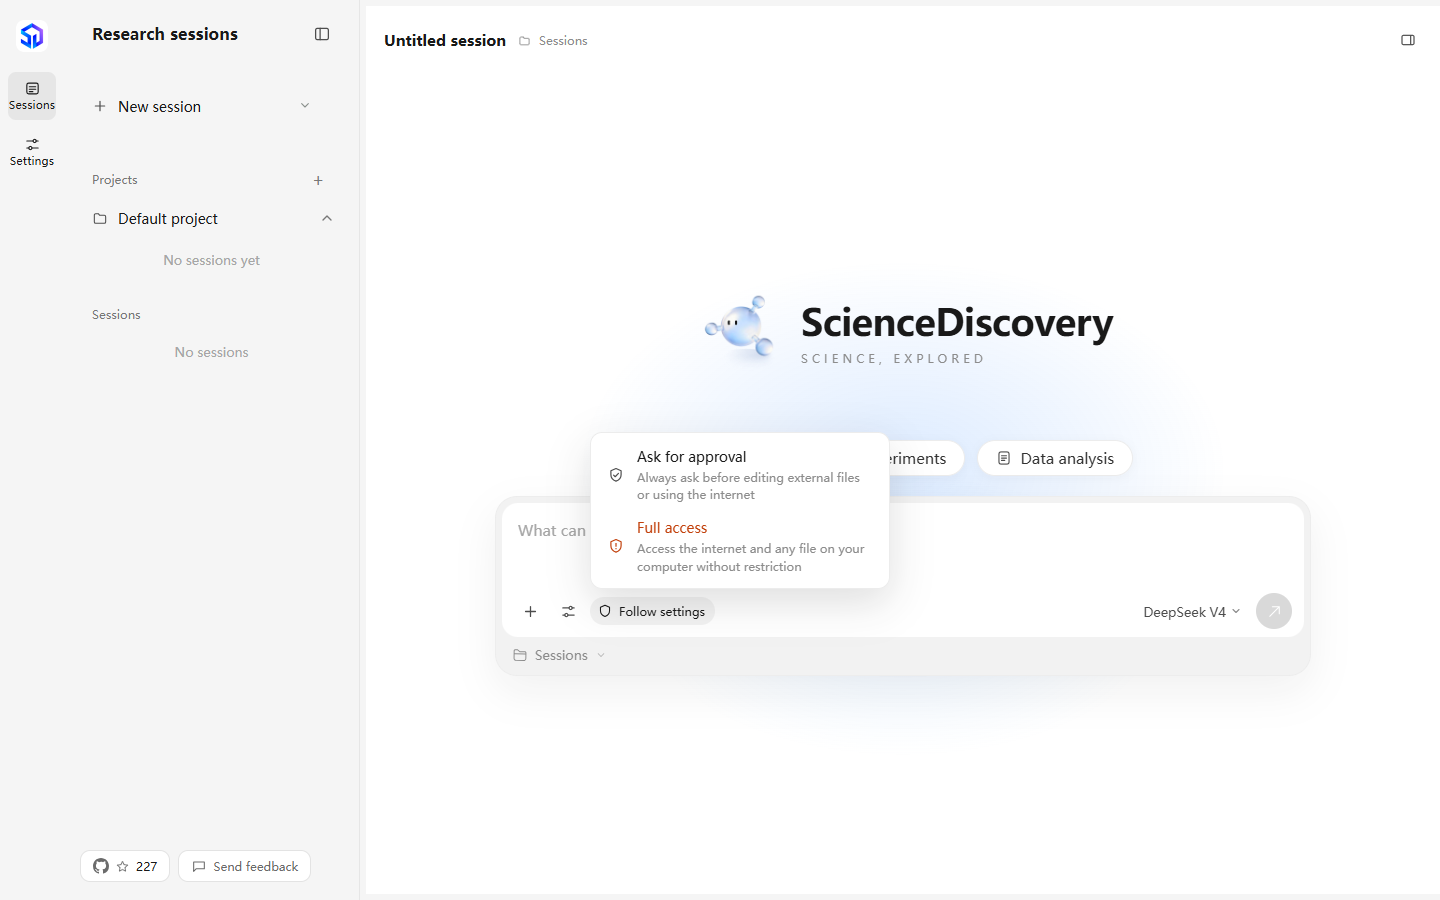 Research sessions
Sessions
Settings
New session
Projects
Default project
No sessions yet
Sessions
No sessions
227
Send feedback
Untitled session
Sessions
ScienceDiscovery
SCIENCE, EXPLORED
Data analysis
Ask for approval
Always ask before editing external files
or using the internet
Full access
Access the internet and any file on your
computer without restriction
What can
Follow settings
DeepSeek V4
Sessions